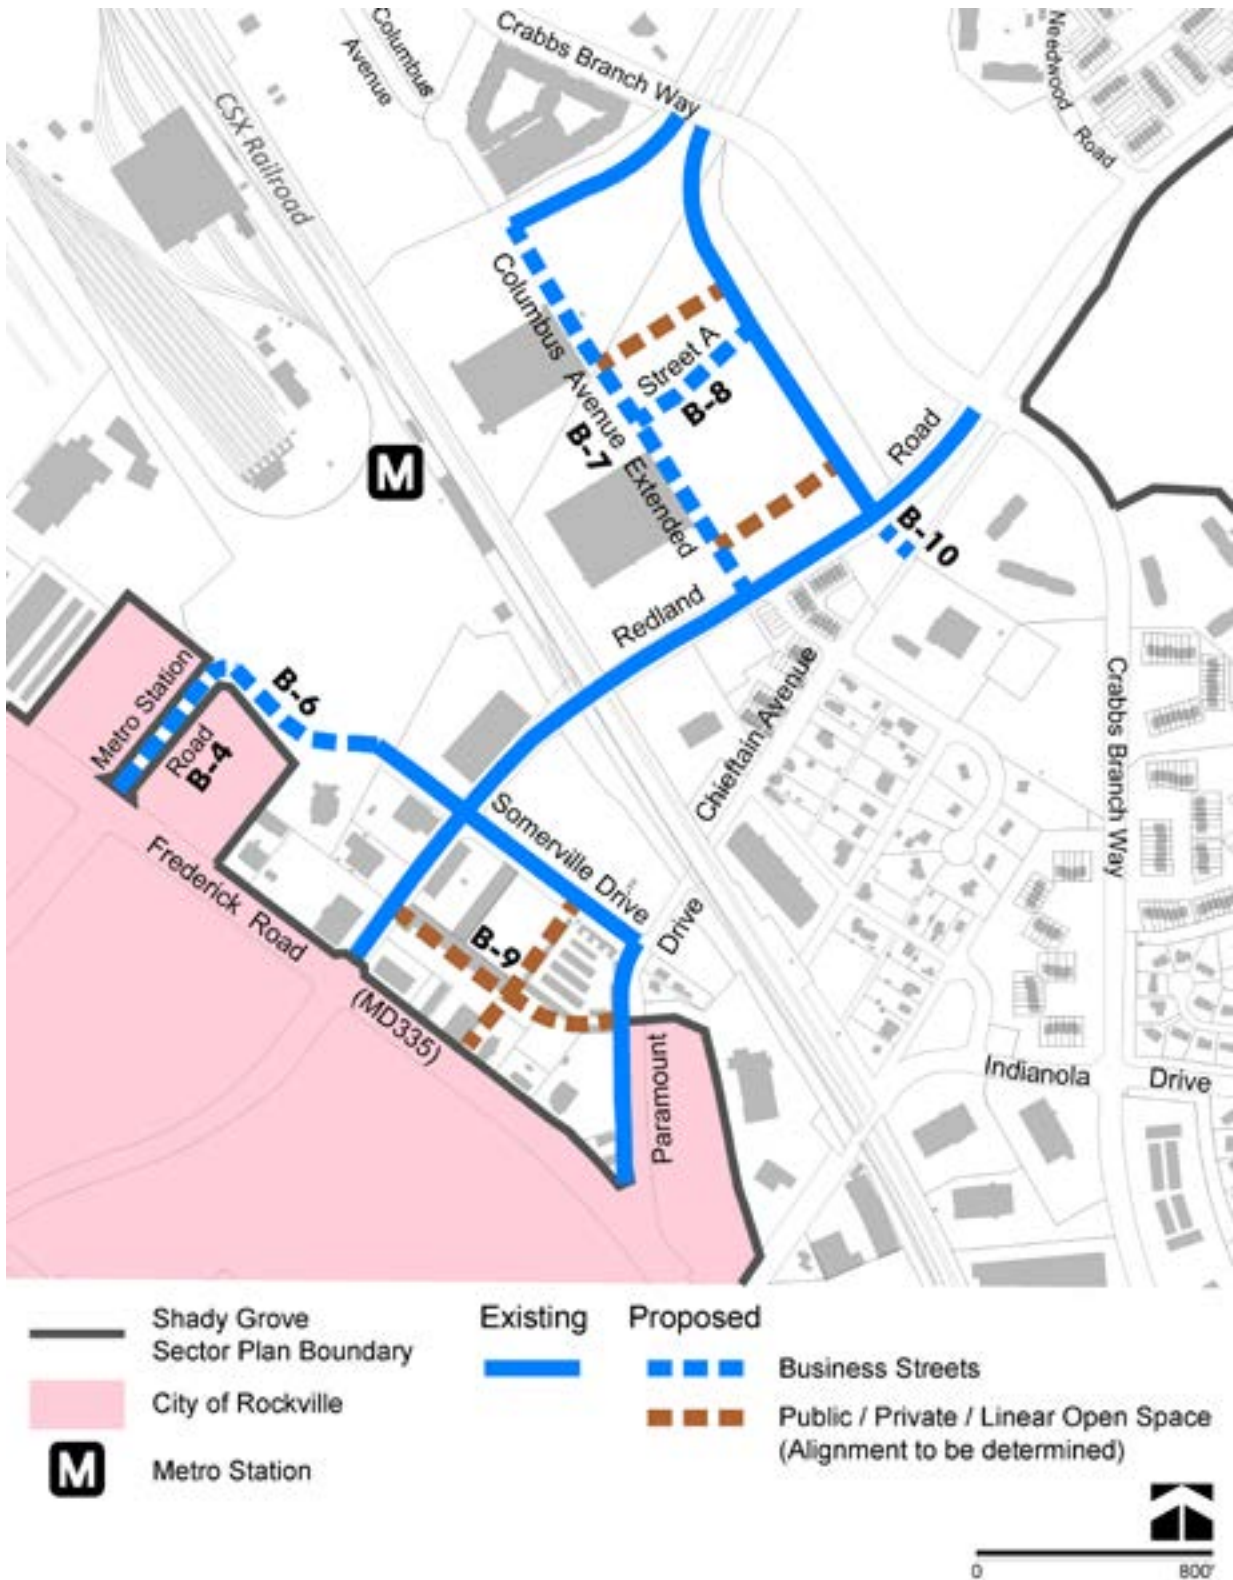 Columbus
Avenue
Crabbs Branch Way
Needwood
Road
CSX Railroad
Columbus Avenue Extended
Street A
B-8
B-7
M
Road
B-10
Redland
Metro Station
Road
B-4
B-6
Chieftain Avenue
Crabbs Branch Way
Somerville Drive
Drive
Frederick Road
(MD335)
B-9
Paramount
Indianola
Drive
Shady Grove
Sector Plan Boundary
City of Rockville
M
Metro Station
Existing
Proposed
Business Streets
Public / Private / Linear Open Space
(Alignment to be determined)
0
800'